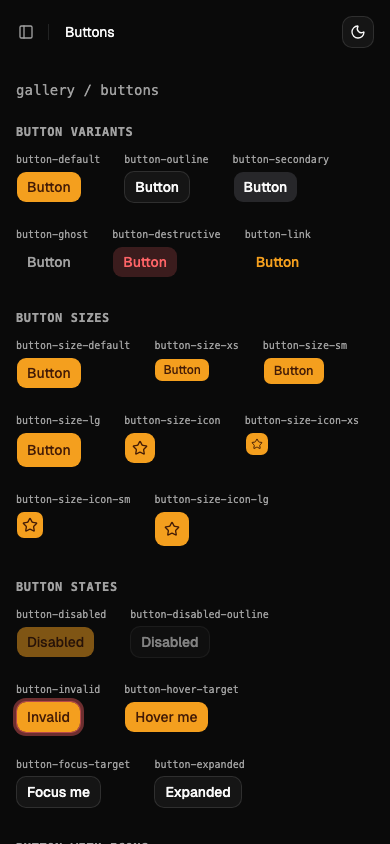 Buttons
gallery / buttons
BUTTON VARIANTS
button-default button-outline button-secondary
Button Button Button
button-ghost button-destructive button-link
Button Button Button
BUTTON SIZES
button-size-default button-size-xs button-size-sm
Button Button Button
button-size-lg button-size-icon button-size-icon-xs
Button
button-size-icon-sm button-size-icon-lg
BUTTON STATES
button-disabled button-disabled-outline
Disabled Disabled
button-invalid button-hover-target
Invalid Hover me
button-focus-target button-expanded
Focus me Expanded